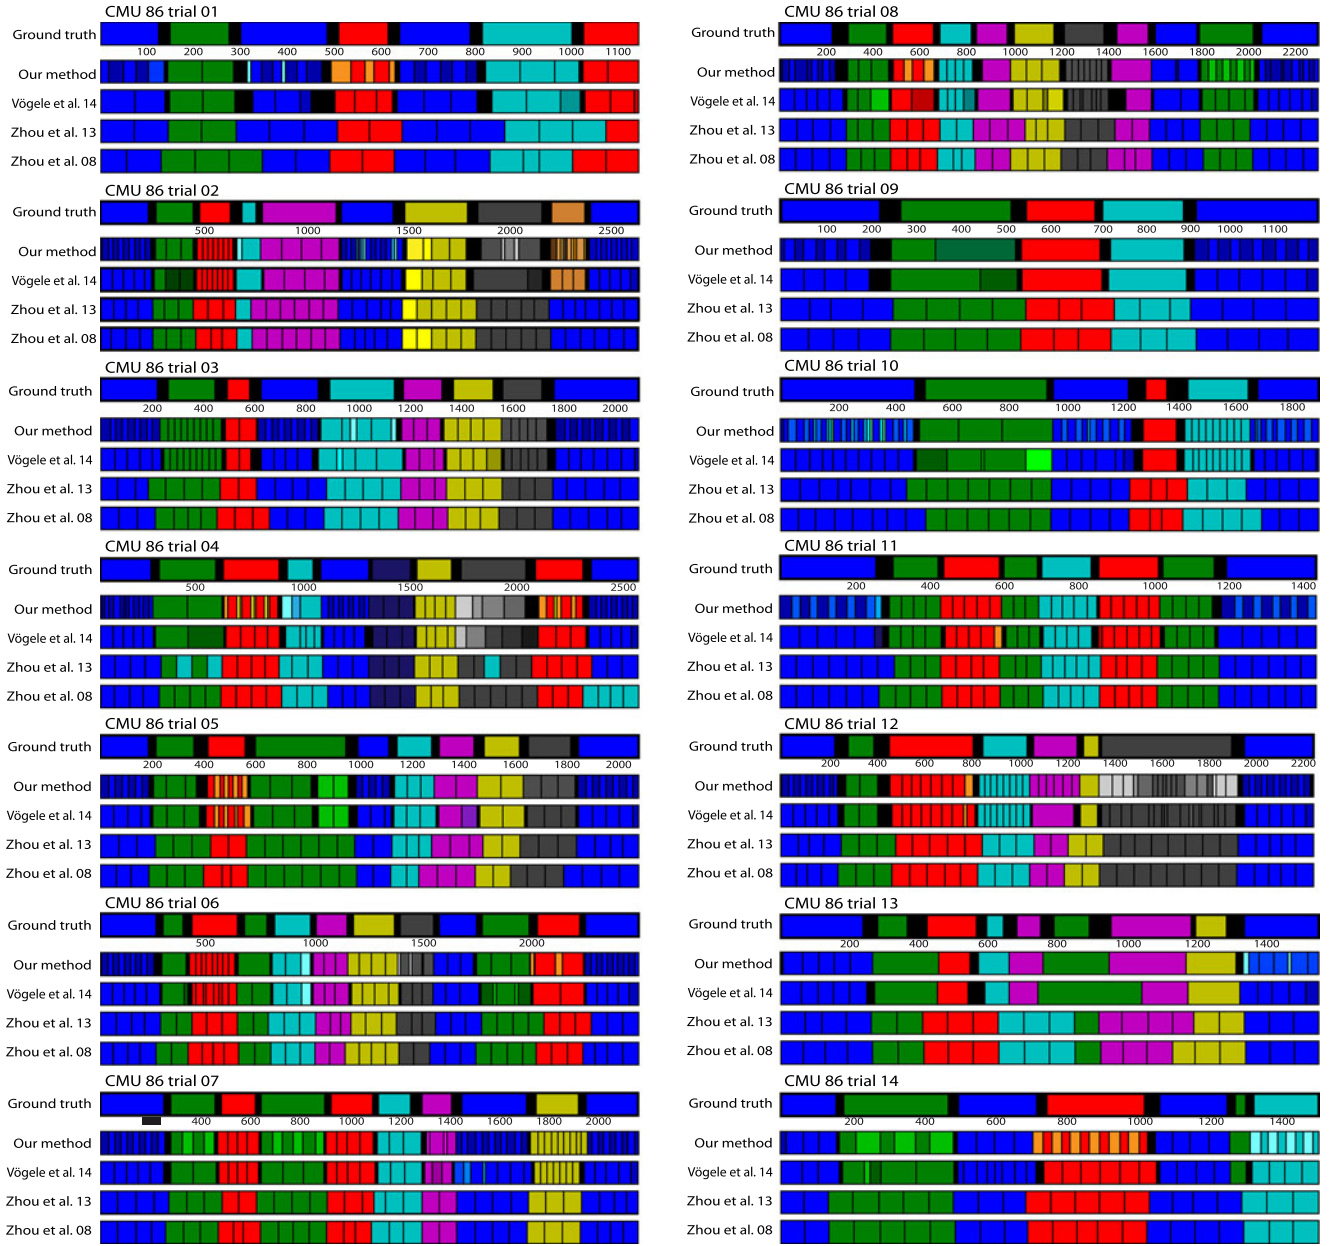 CMU 86 trial 01
Ground truth
100 200 300 400 500 600 700 800 900 1000 1100
Our method
Vögele et al. 14
Zhou et al. 13
Zhou et al. 08
CMU 86 trial 02
Ground truth
500 1000 1500 2000 2500
Our method
Vögele et al. 14
Zhou et al. 13
Zhou et al. 08
CMU 86 trial 03
Ground truth
200 400 600 800 1000 1200 1400 1600 1800 2000
Our method
Vögele et al. 14
Zhou et al. 13
Zhou et al. 08
CMU 86 trial 04
Ground truth
500 1000 1500 2000 2500
Our method
Vögele et al. 14
Zhou et al. 13
Zhou et al. 08
CMU 86 trial 05
Ground truth
200 400 600 800 1000 1200 1400 1600 1800 2000
Our method
Vögele et al. 14
Zhou et al. 13
Zhou et al. 08
CMU 86 trial 06
Ground truth
500 1000 1500 2000
Our method
Vögele et al. 14
Zhou et al. 13
Zhou et al. 08
CMU 86 trial 07
Ground truth
400 600 800 1000 1200 1400 1600 1800 2000
Our method
Vögele et al. 14
Zhou et al. 13
Zhou et al. 08
CMU 86 trial 08
Ground truth
200 400 600 800 1000 1200 1400 1600 1800 2000 2200
Our method
Vögele et al. 14
Zhou et al. 13
Zhou et al. 08
CMU 86 trial 09
Ground truth
100 200 300 400 500 600 700 800 900 1000 1100
Our method
Vögele et al. 14
Zhou et al. 13
Zhou et al. 08
CMU 86 trial 10
Ground truth
200 400 600 800 1000 1200 1400 1600 1800
Our method
Vögele et al. 14
Zhou et al. 13
Zhou et al. 08
CMU 86 trial 11
Ground truth
200 400 600 800 1000 1200 1400
Our method
Vögele et al. 14
Zhou et al. 13
Zhou et al. 08
CMU 86 trial 12
Ground truth
200 400 600 800 1000 1200 1400 1600 1800 2000 2200
Our method
Vögele et al. 14
Zhou et al. 13
Zhou et al. 08
CMU 86 trial 13
Ground truth
200 400 600 800 1000 1200 1400
Our method
Vögele et al. 14
Zhou et al. 13
Zhou et al. 08
CMU 86 trial 14
Ground truth
200 400 600 800 1000 1200 1400
Our method
Vögele et al. 14
Zhou et al. 13
Zhou et al. 08